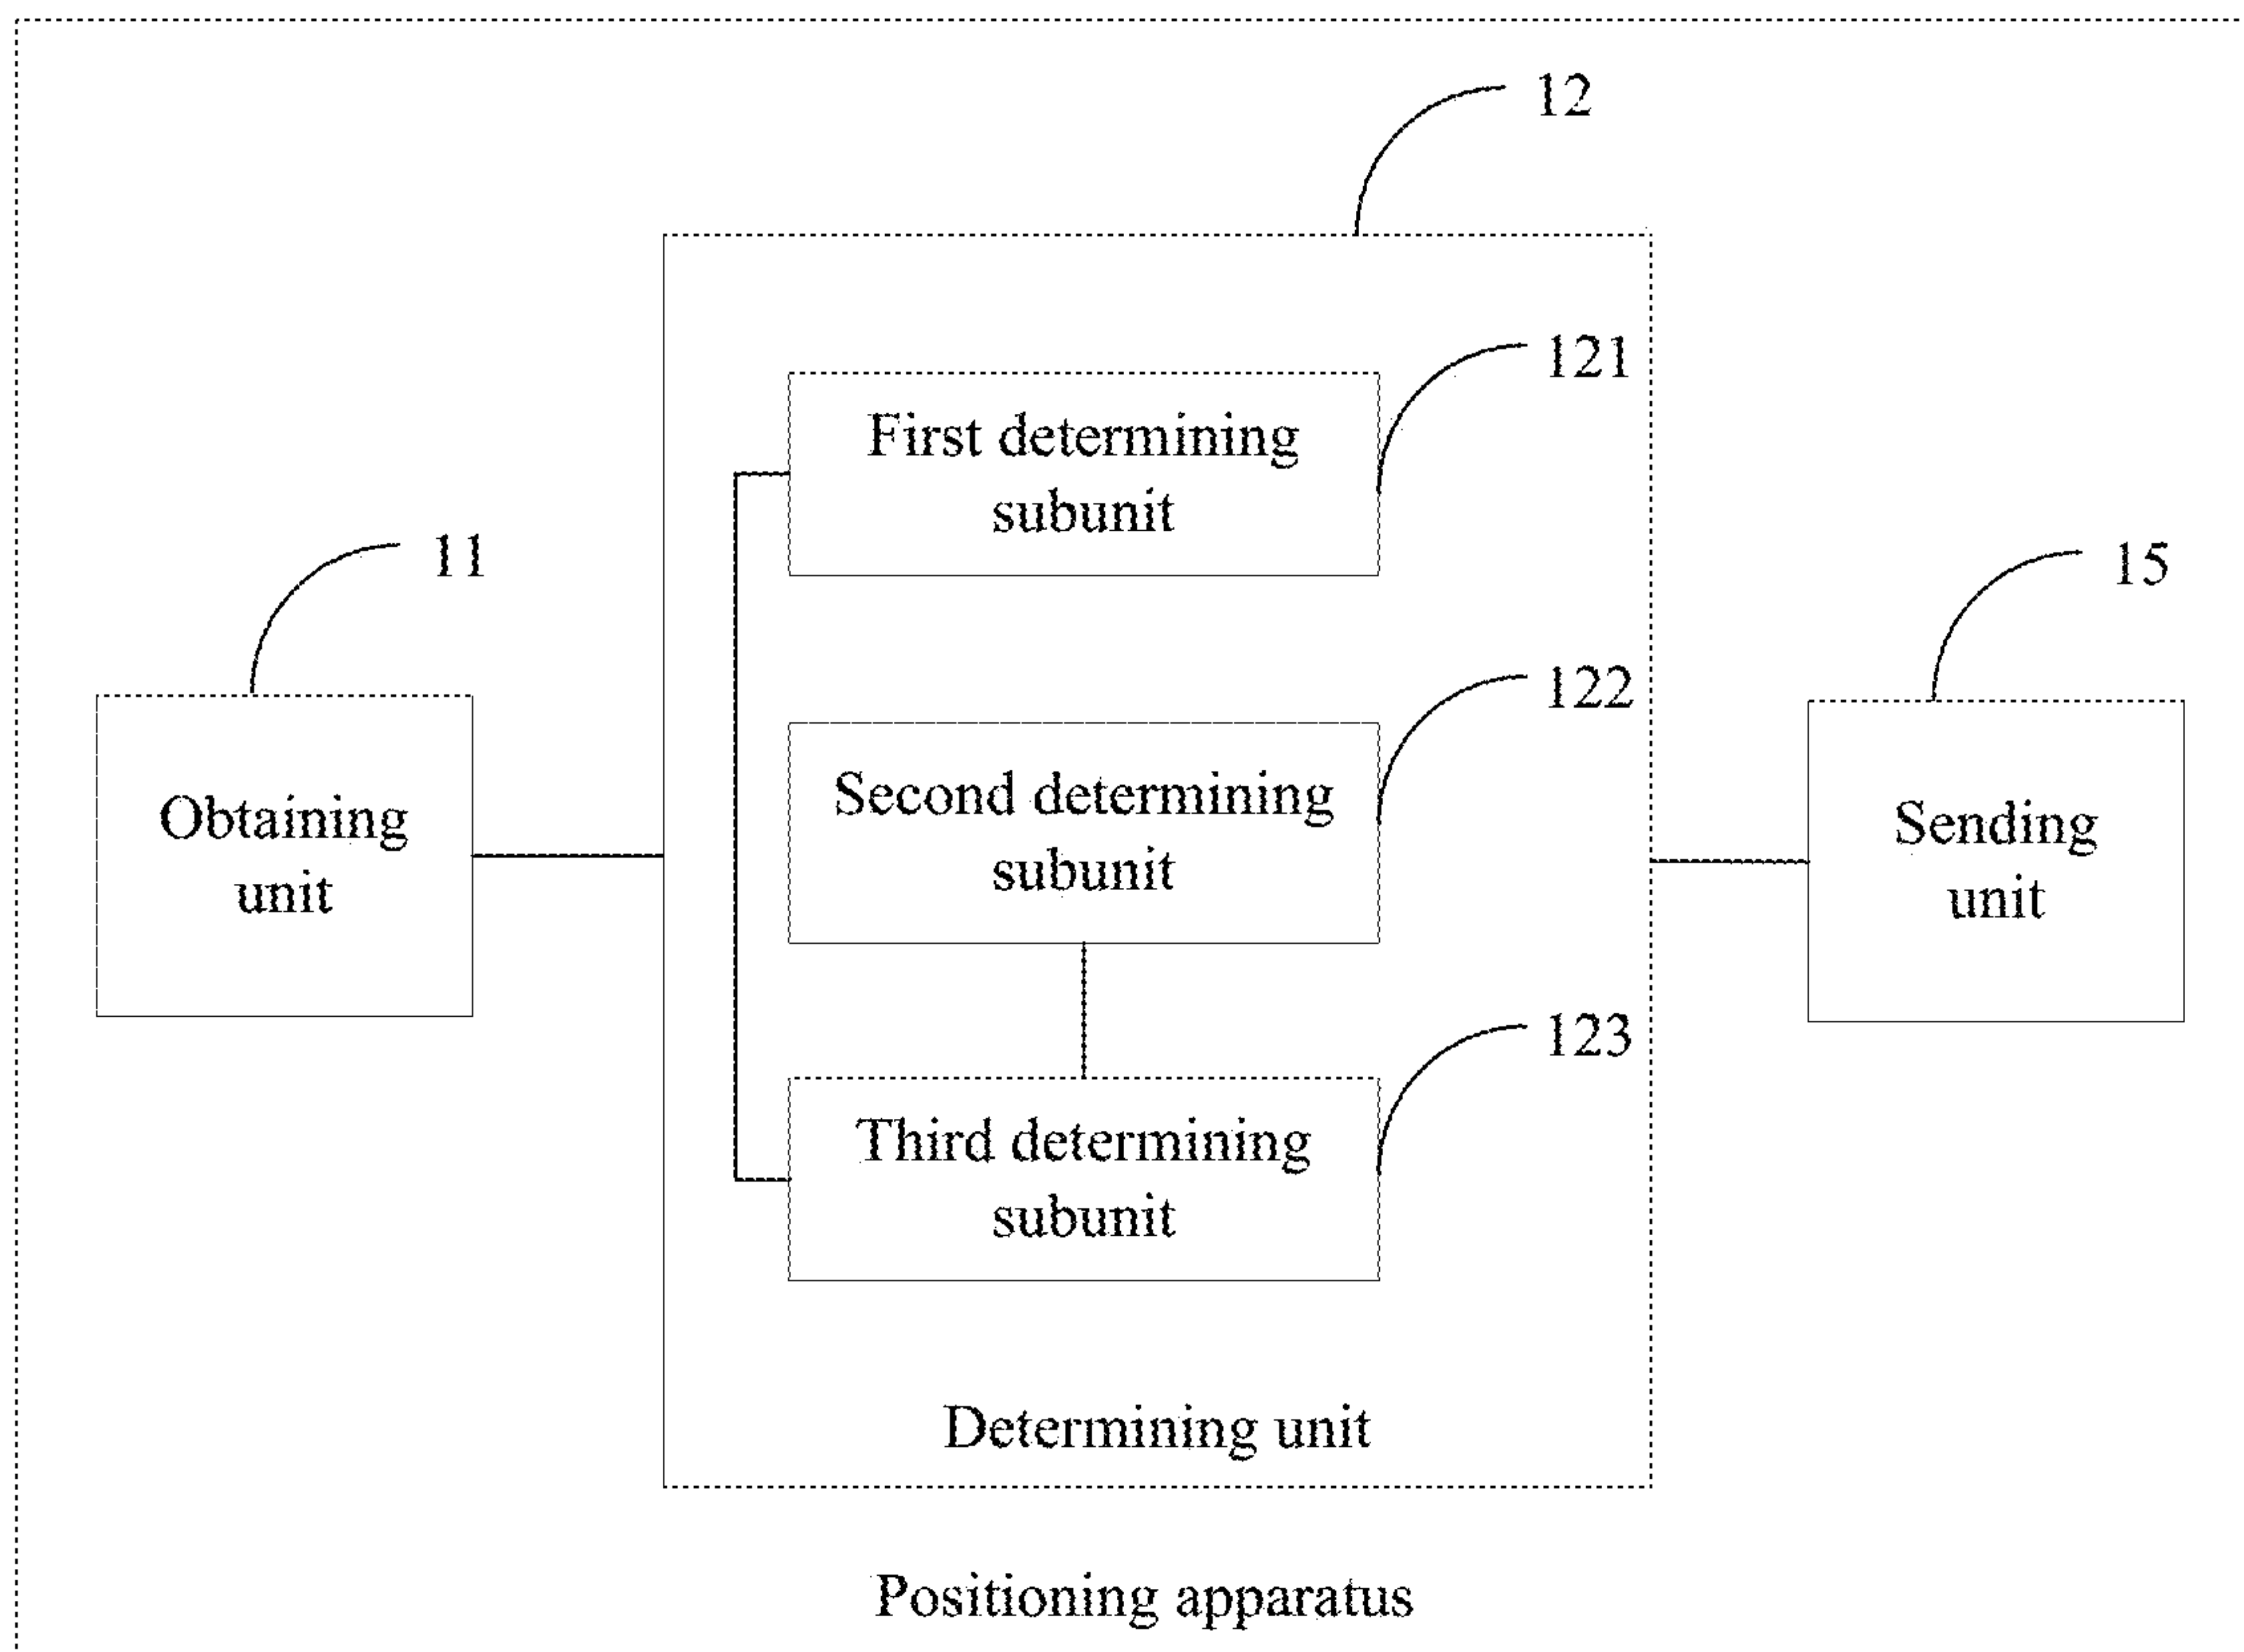 12
121
First determining
subunit
11
15
122
Obtaining
unit
Second determining
subunit
Sending
unit
123
Third determining
subunit
Determining unit
Positioning apparatus